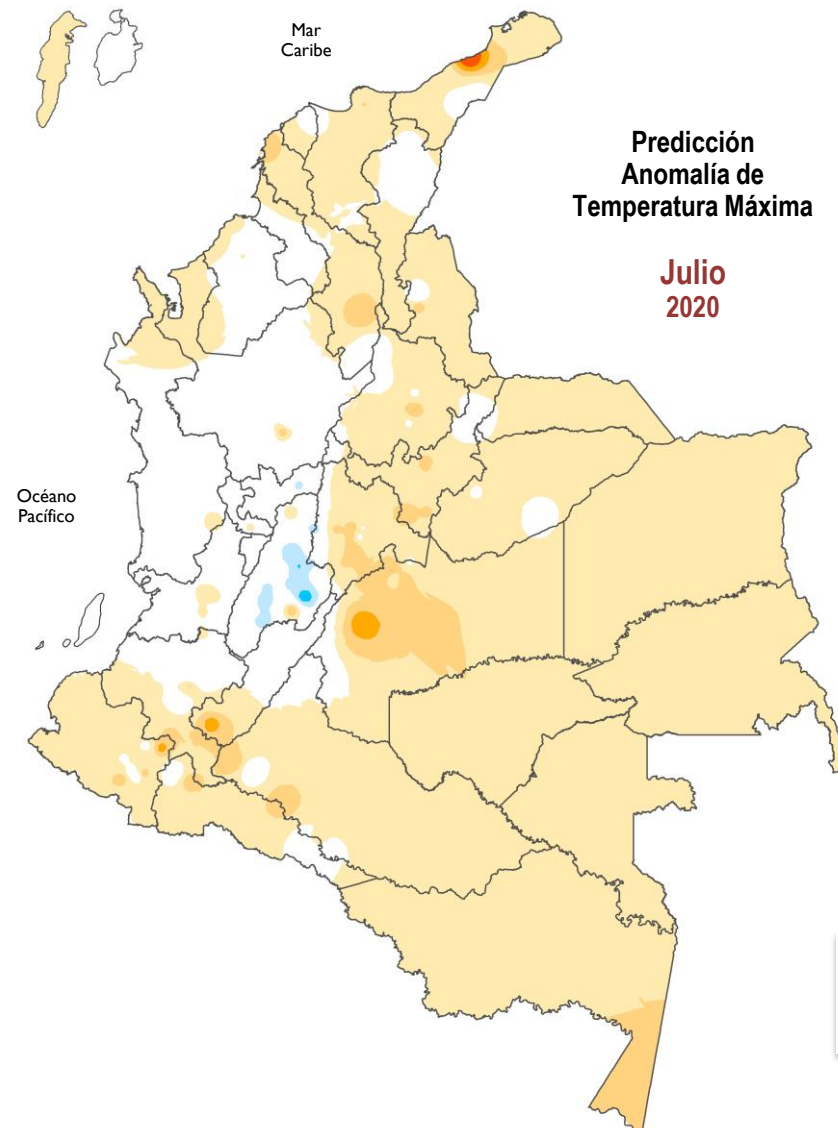 Mar
Caribe
Predicción
Anomalía de
Temperatura Máxima
Julio
2020
Océano
Pacífico